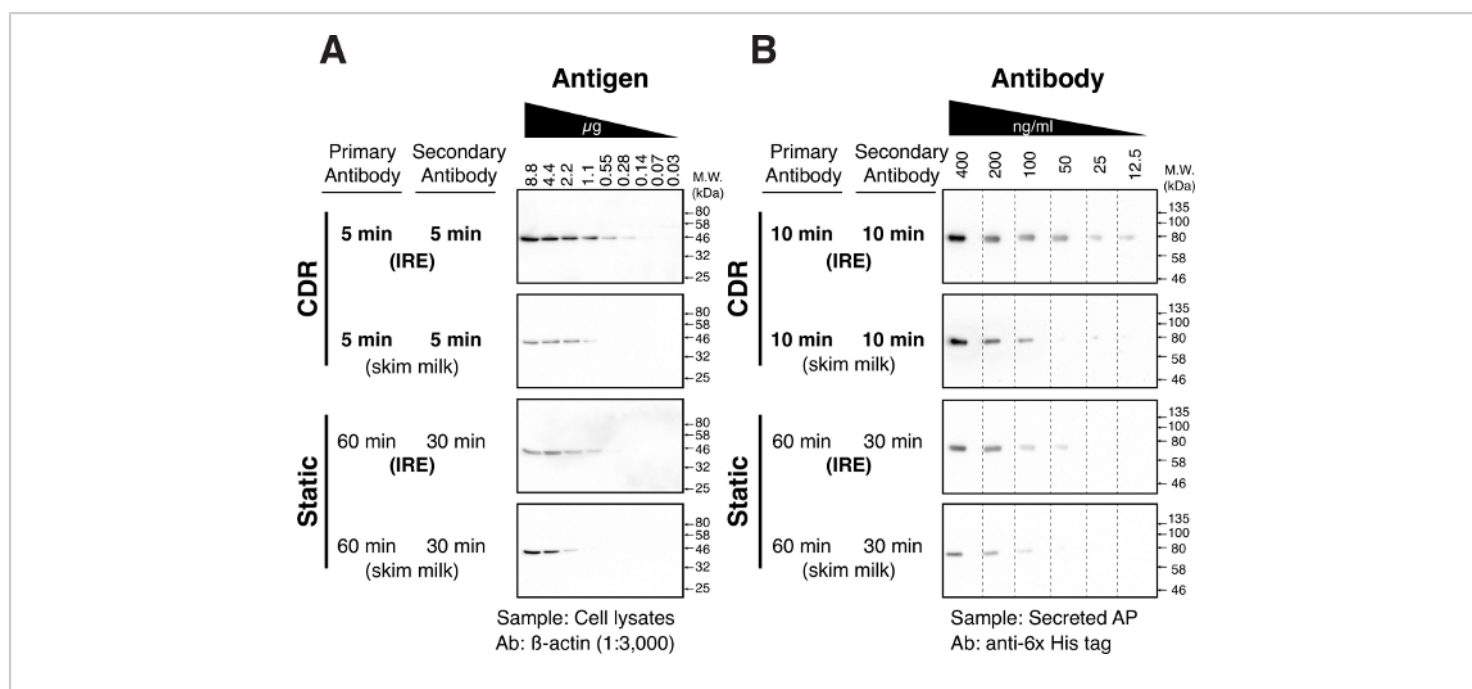 A
Antigen
µg
Primary Antibody
Secondary Antibody
8.8 4.4 2.2 1.1 0.55 0.28 0.14 0.07 0.03
M.W. (kDa)
CDR
5 min 5 min
(IRE)
80
58
46
32
25
5 min 5 min
(skim milk)
80
58
46
32
25
Static
60 min 30 min
(IRE)
80
58
46
32
25
60 min 30 min
(skim milk)
80
58
46
32
25
Sample: Cell lysates
Ab: ß-actin (1:3,000)
B
Antibody
ng/ml
Primary Antibody
Secondary Antibody
400 200 100 50 25 12.5
M.W. (kDa)
CDR
10 min 10 min
(IRE)
135
100
80
58
46
10 min 10 min
(skim milk)
135
100
80
58
46
Static
60 min 30 min
(IRE)
135
100
80
58
46
60 min 30 min
(skim milk)
135
100
80
58
46
Sample: Secreted AP
Ab: anti-6x His tag